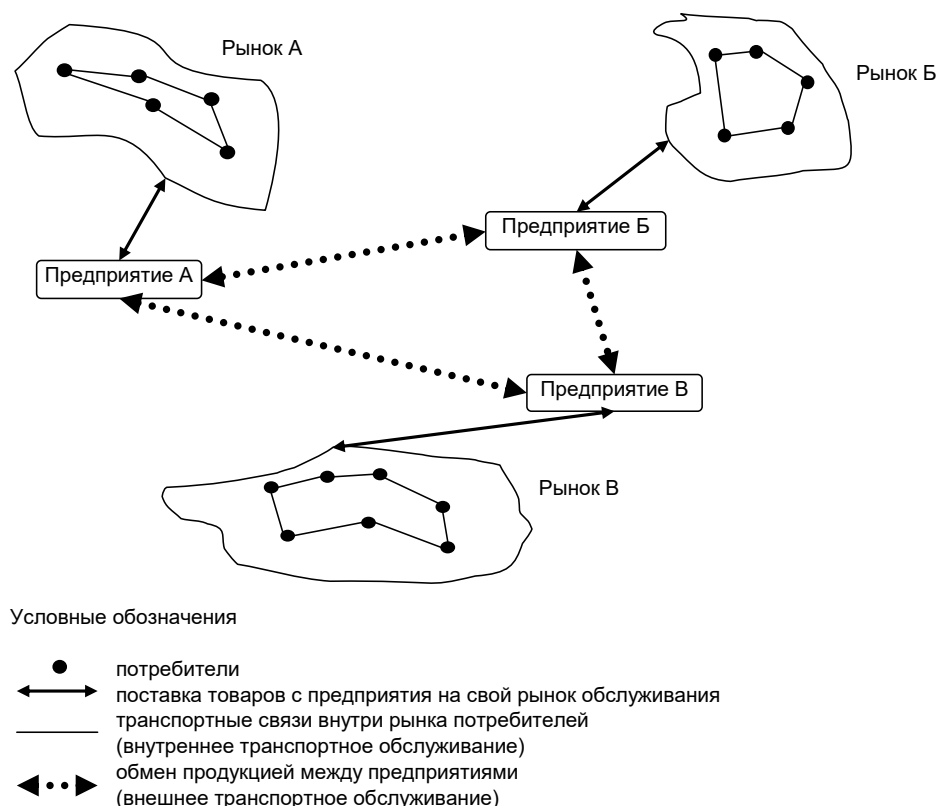 Рынок А
Рынок Б
Предприятие Б
Предприятие А
Предприятие В
Рынок В
Условные обозначения
потребители
поставка товаров с предприятия на свой рынок обслуживания
транспортные связи внутри рынка потребителей
(внутреннее транспортное обслуживание)
обмен продукцией между предприятиями
(внешнее транспортное обслуживание)